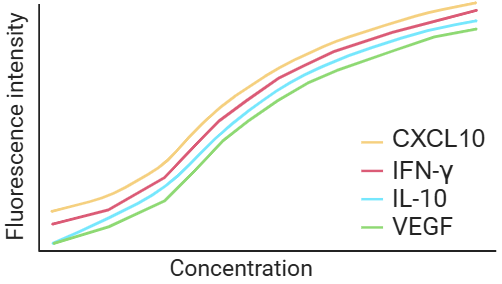 Fluorescence intensity
CXCL10
IFN-γ
IL-10
VEGF
Concentration